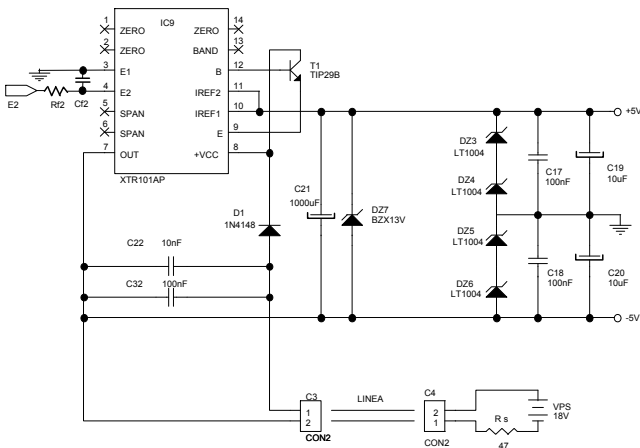 IC9
1
ZERO
ZERO
14
2
ZERO
BAND
13
3
E1
B
12
T1
TIP29B
E2
Rf2
Cf2
4
E2
IREF2
11
5
SPAN
IREF1
10
+5V
6
SPAN
E
9
7
OUT
+VCC
8
XTR101AP
DZ3
LT1004
DZ4
LT1004
C17
100nF
C19
10uF
C21
1000uF
DZ7
BZX13V
D1
1N4148
DZ5
LT1004
C22
10nF
C32
100nF
DZ6
LT1004
C18
100nF
C20
10uF
-5V
C3
1
2
CON2
LINEA
C4
2
1
CON2
R s
47
VPS
18V